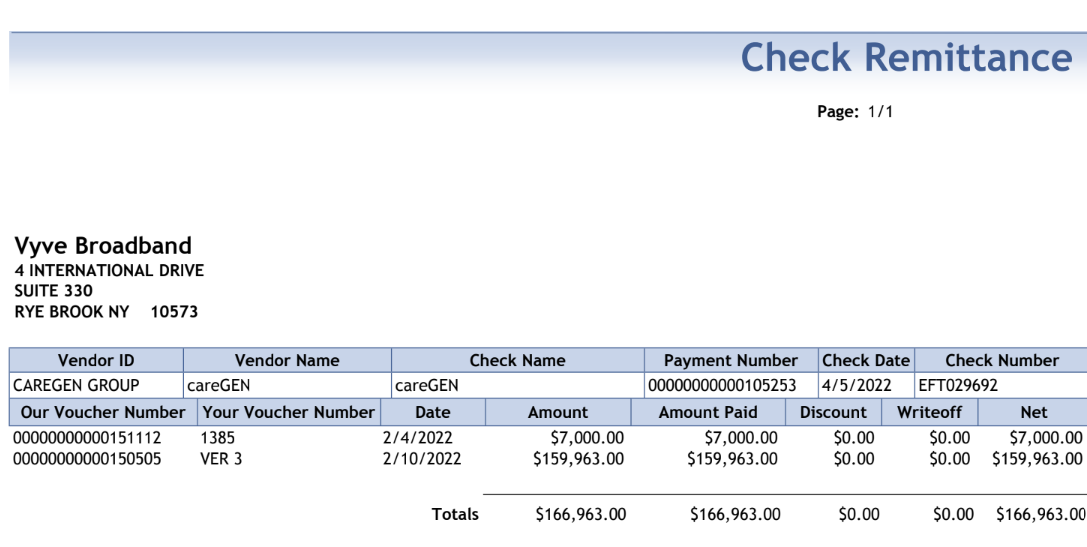 Check Remittance
Page: 1/1
Vyve Broadband
4 INTERNATIONAL DRIVE
SUITE 330
RYE BROOK NY 10573
Vendor ID Vendor Name Check Name Payment Number Check Date Check Number
CAREGEN GROUP careGEN careGEN 00000000000105253 4/5/2022 EFT029692
Our Voucher Number Your Voucher Number Date Amount Amount Paid Discount Writeoff Net
00000000000151112 1385 2/4/2022 $7,000.00 $7,000.00 $0.00 $0.00 $7,000.00
00000000000150505 VER 3 2/10/2022 $159,963.00 $159,963.00 $0.00 $0.00 $159,963.00
Totals $166,963.00 $166,963.00 $0.00 $0.00 $166,963.00